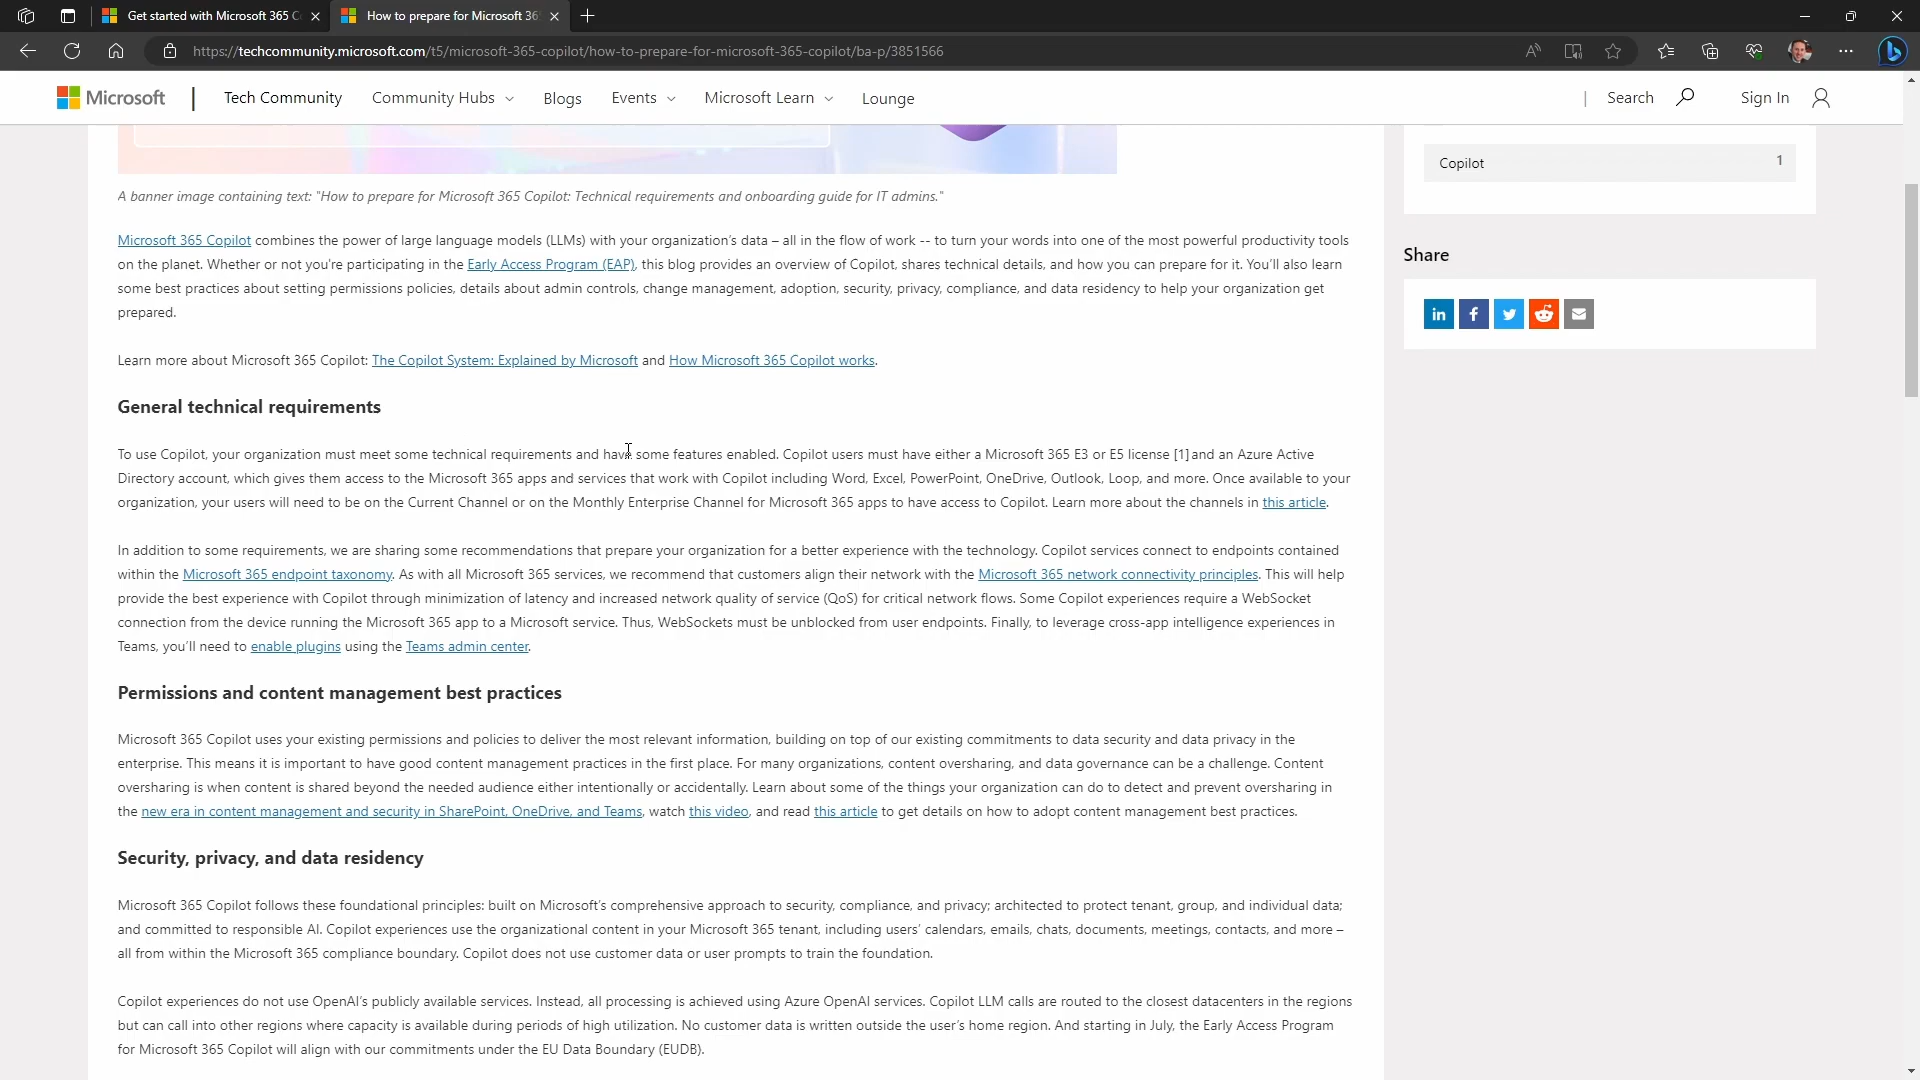 Get started with Microsoft 365 C
How to prepare for Microsoft 36
https://techcommunity.microsoft.com/t5/microsoft-365-copilot/how-to-prepare-for-microsoft-365-copilot/ba-p/3851566
Microsoft
Tech Community
Community Hubs
Blogs
Events
Microsoft Learn
Lounge
Search
Sign In
Copilot 1
A banner image containing text: "How to prepare for Microsoft 365 Copilot: Technical requirements and onboarding guide for IT admins."
Microsoft 365 Copilot combines the power of large language models (LLMs) with your organization's data – all in the flow of work -- to turn your words into one of the most powerful productivity tools
on the planet. Whether or not you're participating in the Early Access Program (EAP), this blog provides an overview of Copilot, shares technical details, and how you can prepare for it. You'll also learn
some best practices about setting permissions policies, details about admin controls, change management, adoption, security, privacy, compliance, and data residency to help your organization get
prepared.
Share
in f
Learn more about Microsoft 365 Copilot: The Copilot System: Explained by Microsoft and How Microsoft 365 Copilot works.
General technical requirements
To use Copilot, your organization must meet some technical requirements and have some features enabled. Copilot users must have either a Microsoft 365 E3 or E5 license [1]and an Azure Active
Directory account, which gives them access to the Microsoft 365 apps and services that work with Copilot including Word, Excel, PowerPoint, OneDrive, Outlook, Loop, and more. Once available to your
organization, your users will need to be on the Current Channel or on the Monthly Enterprise Channel for Microsoft 365 apps to have access to Copilot. Learn more about the channels in this article.
In addition to some requirements, we are sharing some recommendations that prepare your organization for a better experience with the technology. Copilot services connect to endpoints contained
within the Microsoft 365 endpoint taxonomy. As with all Microsoft 365 services, we recommend that customers align their network with the Microsoft 365 network connectivity principles. This will help
provide the best experience with Copilot through minimization of latency and increased network quality of service (QoS) for critical network flows. Some Copilot experiences require a WebSocket
connection from the device running the Microsoft 365 app to a Microsoft service. Thus, WebSockets must be unblocked from user endpoints. Finally, to leverage cross-app intelligence experiences in
Teams, you'll need to enable plugins using the Teams admin center.
Permissions and content management best practices
Microsoft 365 Copilot uses your existing permissions and policies to deliver the most relevant information, building on top of our existing commitments to data security and data privacy in the
enterprise. This means it is important to have good content management practices in the first place. For many organizations, content oversharing, and data governance can be a challenge. Content
oversharing is when content is shared beyond the needed audience either intentionally or accidentally. Learn about some of the things your organization can do to detect and prevent oversharing in
the new era in content management and security in SharePoint, OneDrive, and Teams, watch this video, and read this article to get details on how to adopt content management best practices.
Security, privacy, and data residency
Microsoft 365 Copilot follows these foundational principles: built on Microsoft's comprehensive approach to security, compliance, and privacy; architected to protect tenant, group, and individual data;
and committed to responsible AI. Copilot experiences use the organizational content in your Microsoft 365 tenant, including users' calendars, emails, chats, documents, meetings, contacts, and more –
all from within the Microsoft 365 compliance boundary. Copilot does not use customer data or user prompts to train the foundation.
Copilot experiences do not use OpenAI's publicly available services. Instead, all processing is achieved using Azure OpenAI services. Copilot LLM calls are routed to the closest datacenters in the regions
but can call into other regions where capacity is available during periods of high utilization. No customer data is written outside the user's home region. And starting in July, the Early Access Program
for Microsoft 365 Copilot will align with our commitments under the EU Data Boundary (EUDB).